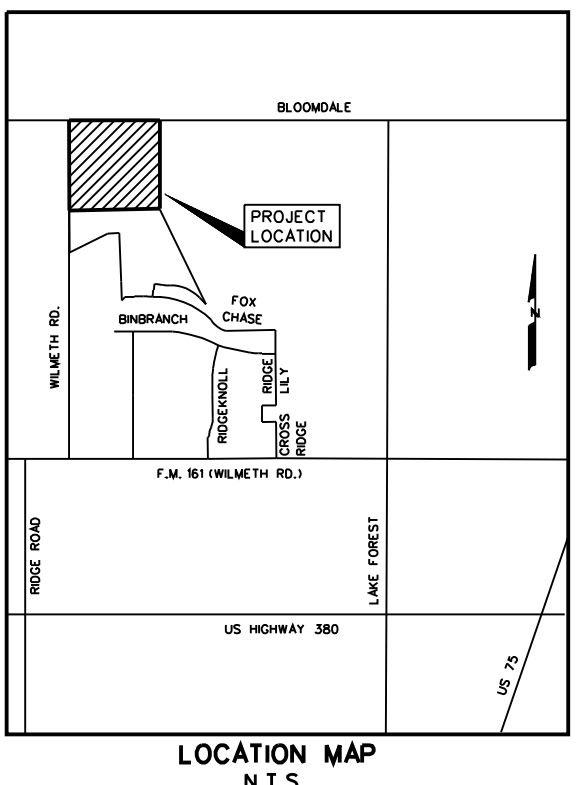 BLOOMDALE
PROJECT
LOCATION
WILMETH RD.
FOX
CHASE
BINBRANCH
N
RIDGEKNOLL
RIDGE
LILY
CROSS
RIDGE
F.M. 161 (WILMETH RD.)
RIDGE ROAD
LAKE FOREST
US HIGHWAY 380
US 75
LOCATION MAP
N.T.S.